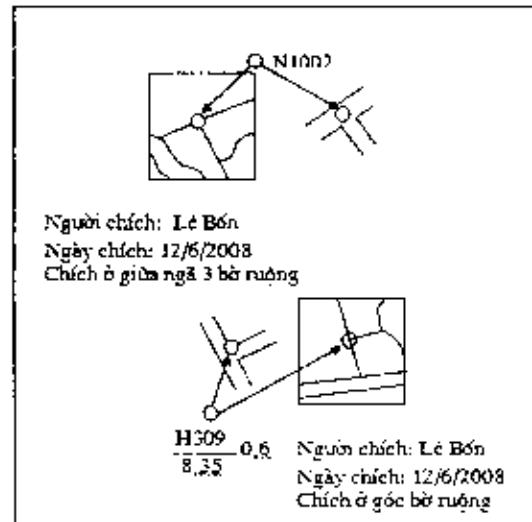 N1002
Người chích: Lê Bốn
Ngày chích: 12/6/2008
Chích ở giữa ngã 3 bờ ruộng
H309
8,35
0,6
Người chích: Lê Bốn
Ngày chích: 12/6/2008
Chích ở góc bờ ruộng